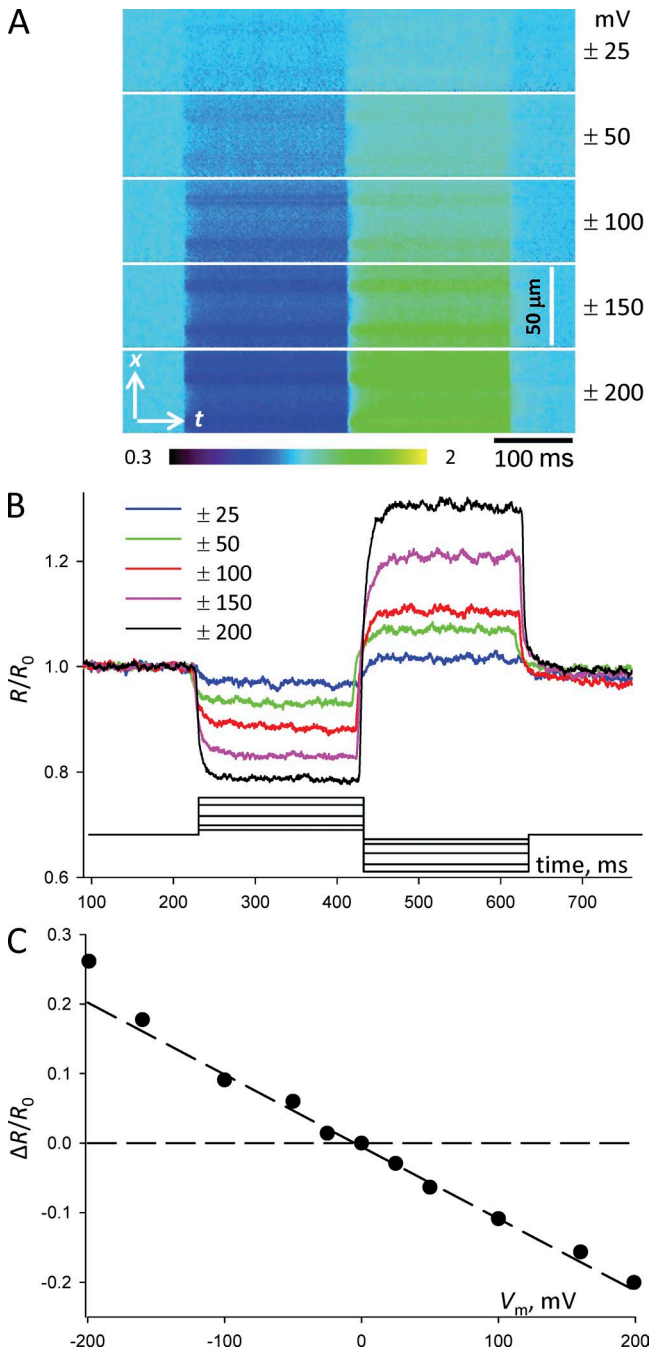 A
mV
± 25
± 50
± 100
± 150
± 200
50 µm
x
t
0.3 2
100 ms
B
± 25
± 50
± 100
± 150
± 200
1.2
1.0
0.8
0.6
R/R0
time, ms
100 200 300 400 500 600 700
C
0.3
0.2
0.1
0.0
-0.1
-0.2
ΔR/R0
Vm, mV
-200 -100 0 100 200